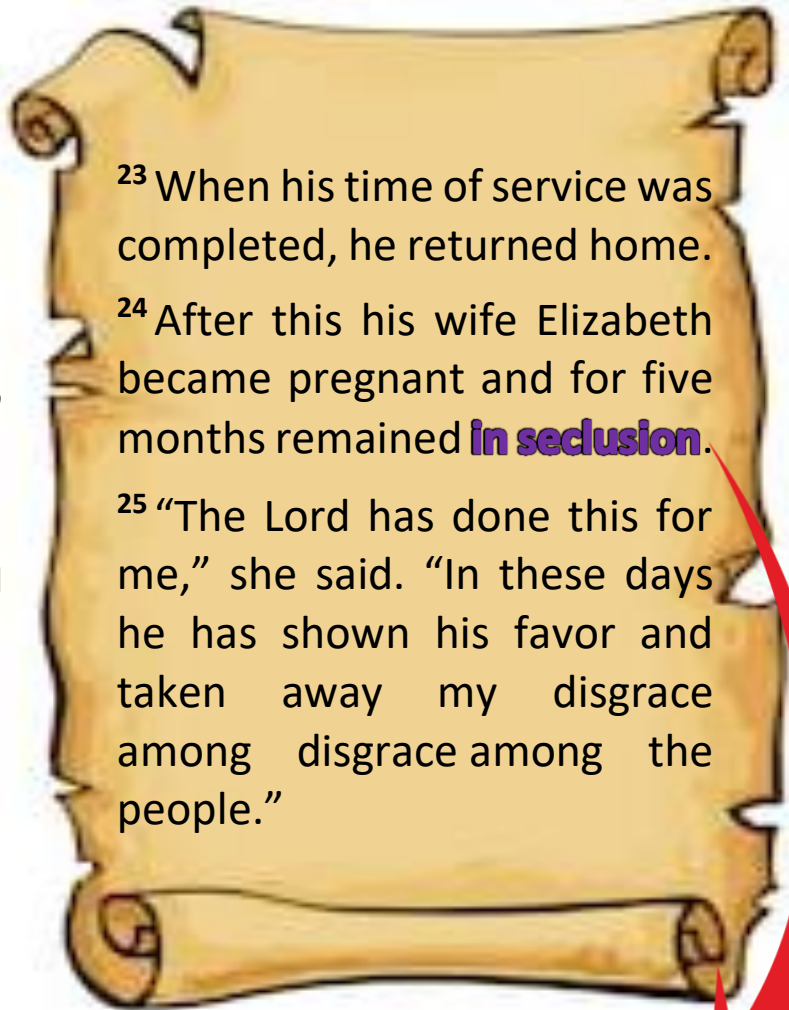 ²³ When his time of service was
completed, he returned home.
²⁴ After this his wife Elizabeth
became pregnant and for five
months remained in seclusion.
²⁵ “The Lord has done this for
me,” she said. “In these days
he has shown his favor and
taken away my disgrace
among disgrace among the
people.”